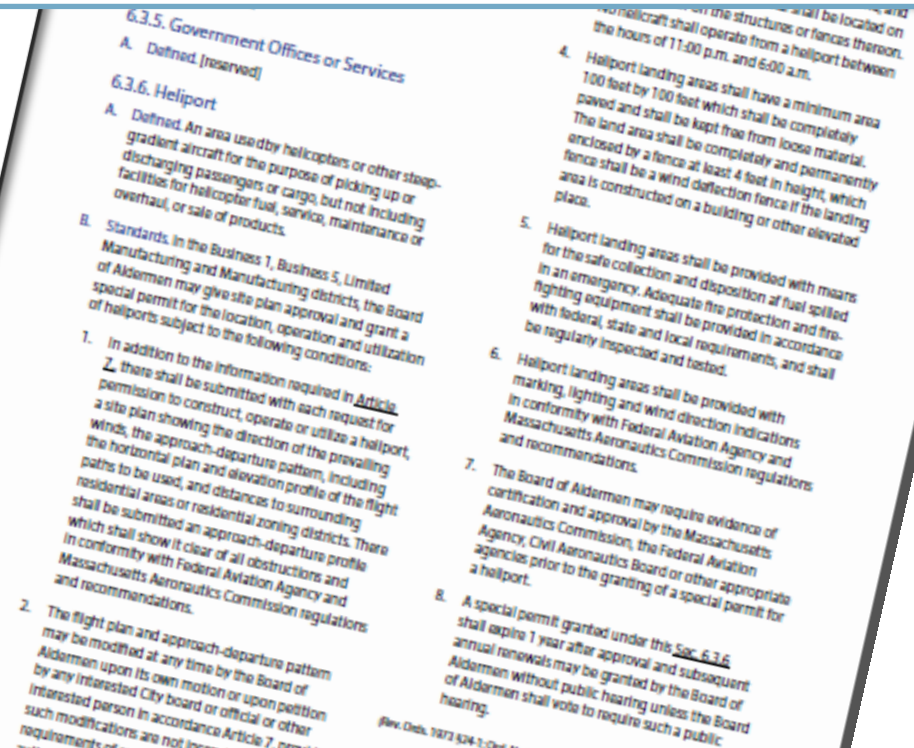 6.3.5. Government Offices or Services
A. Defined. [reserved]
6.3.6. Heliport
A. Defined. An area used by helicopters or other steep-
gradient aircraft for the purpose of picking up or
discharging passengers or cargo, but not including
facilities for helicopter fuel, service, maintenance or
overhaul, or sale of products.
B. Standards. In the Business 1, Business 5, Limited
Manufacturing and Manufacturing districts, the Board
of Aldermen may give site plan approval and grant a
special permit for the location, operation and utilization
of heliports subject to the following conditions:
1. In addition to the information required in Article
7, there shall be submitted with each request for
permission to construct, operate or utilize a heliport,
a site plan showing the direction of the prevailing
winds, the approach-departure pattern, including
the horizontal plan and elevation profile of the flight
paths to be used, and distances to surrounding
residential areas or residential zoning districts. There
shall be submitted an approach-departure profile
which shall show it clear of all obstructions and
in conformity with Federal Aviation Agency and
Massachusetts Aeronautics Commission regulations
and recommendations.
2. The flight plan and approach-departure pattern
may be modified at any time by the Board of
Aldermen upon its own motion or upon petition
by any interested City board or official or other
interested person in accordance Article 7,
such modifications are not
requirements of
shall be located on
on the structures or fences thereon.
No helicraft shall operate from a heliport between
the hours of 11:00 p.m. and 6:00 a.m.
4. Heliport landing areas shall have a minimum area
100 feet by 100 feet which shall be completely
paved and shall be kept free from loose material.
The land area shall be completely and permanently
enclosed by a fence at least 4 feet in height, which
fence shall be a wind deflection fence if the landing
area is constructed on a building or other elevated
place.
5. Heliport landing areas shall be provided with means
for the safe collection and disposition af fuel spilled
in an emergency. Adequate fire protection and fire-
fighting equipment shall be provided in accordance
with federal, state and local requirements, and shall
be regularly inspected and tested.
6. Heliport landing areas shall be provided with
marking, lighting and wind direction indications
in conformity with Federal Aviation Agency and
Massachusetts Aeronautics Commission regulations
and recommendations.
7. The Board of Aldermen may require evidence of
certification and approval by the Massachusetts
Aeronautics Commission, the Federal Aviation
Agency, Civil Aeronautics Board or other appropriate
agencies prior to the granting of a special permit for
a heliport.
8. A special permit granted under this Sec. 6.3.6
shall expire 1 year after approval and subsequent
annual renewals may be granted by the Board of
Aldermen without public hearing unless the Board
of Aldermen shall vote to require such a public
hearing.
(Rev. Ords. 1973 §24-1;